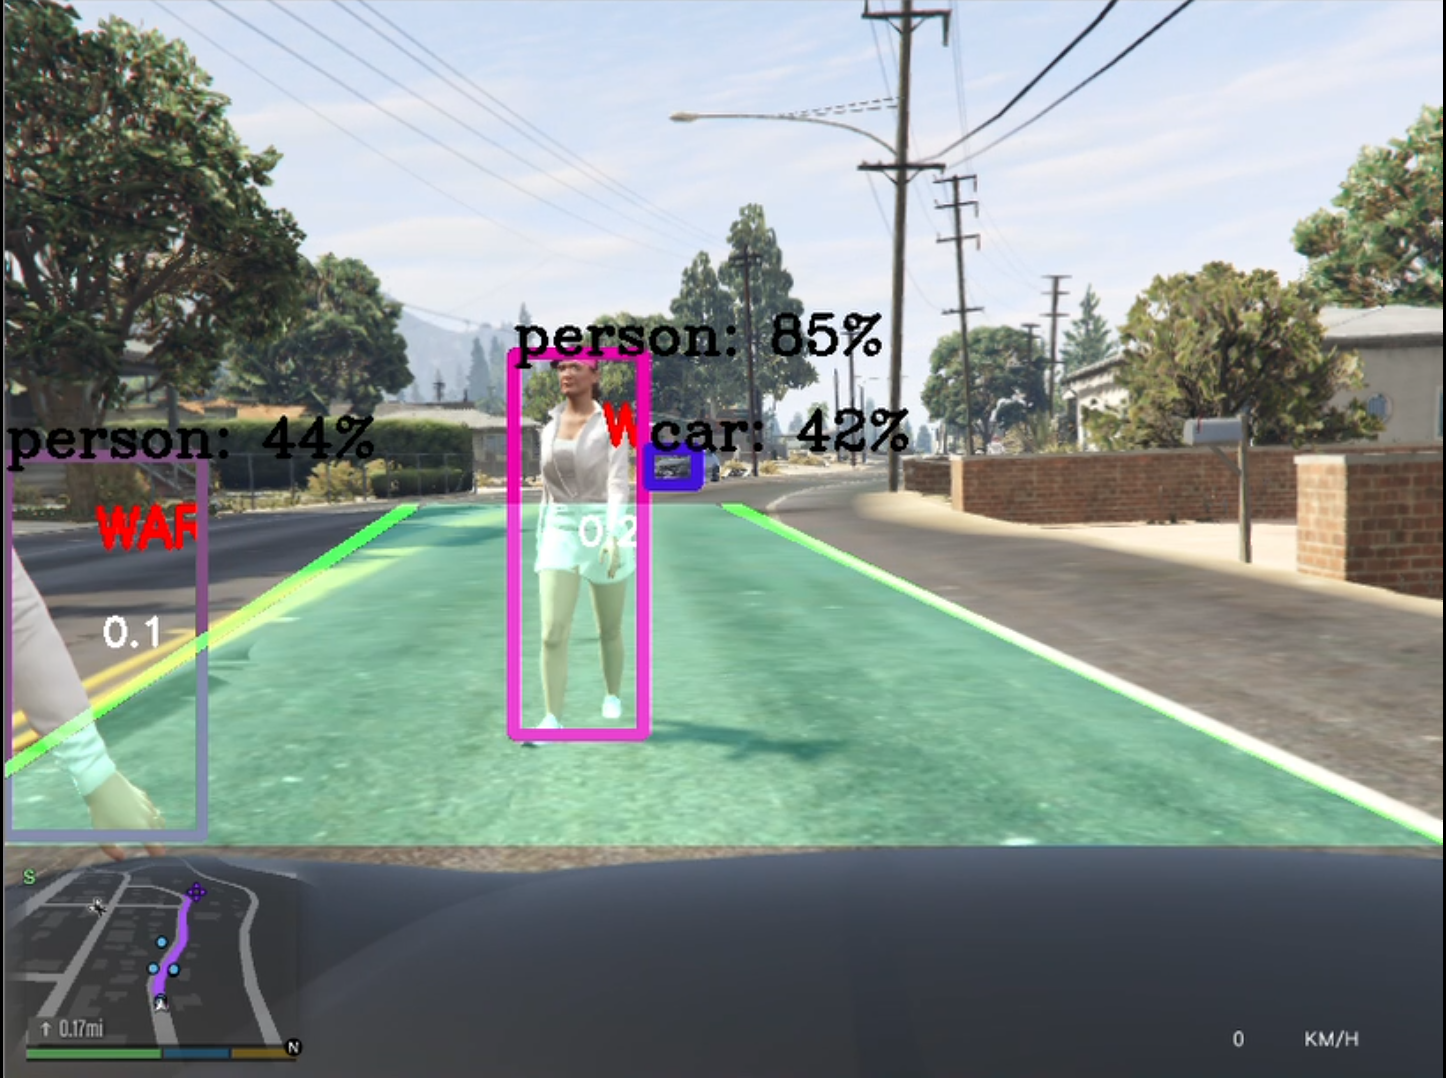 person: 85%
W
car: 42%
person: 44%
WAR
0.2
0.1
S
0.17mi
N
0 KM/H